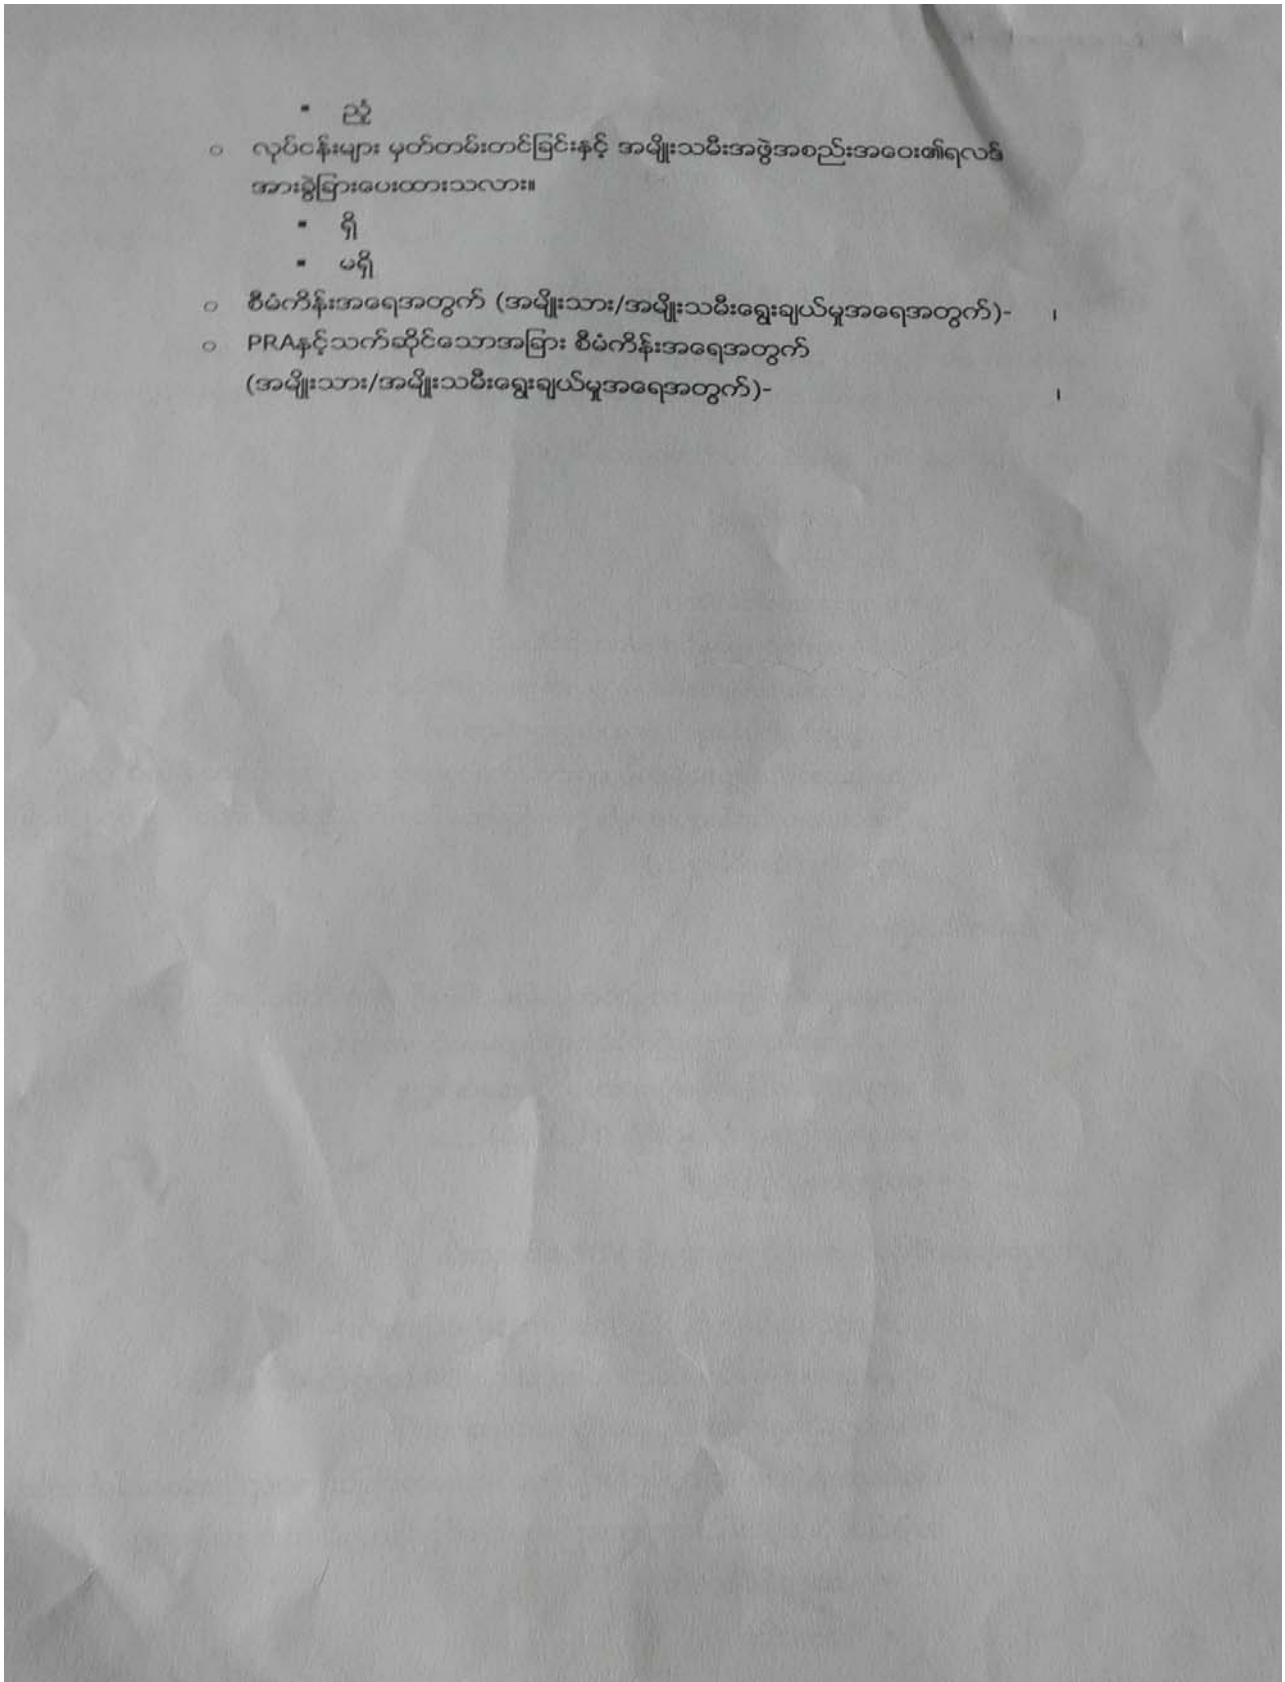 ▪ ညံ့
○ လုပ်ငန်းများ မှတ်တမ်းတင်ခြင်းနှင့် အမျိုးသမီးအဖွဲ့အစည်းအဝေး၏ရလဒ်
အားခွဲခြားပေးထားသလား။
▪ ရှိ
▪ မရှိ
○ စီမံကိန်းအရေအတွက် (အမျိုးသား/အမျိုးသမီးရွေးချယ်မှုအရေအတွက်)- ၊
○ PRAနှင့်သက်ဆိုင်သောအခြား စီမံကိန်းအရေအတွက်
(အမျိုးသား/အမျိုးသမီးရွေးချယ်မှုအရေအတွက်)- ၊